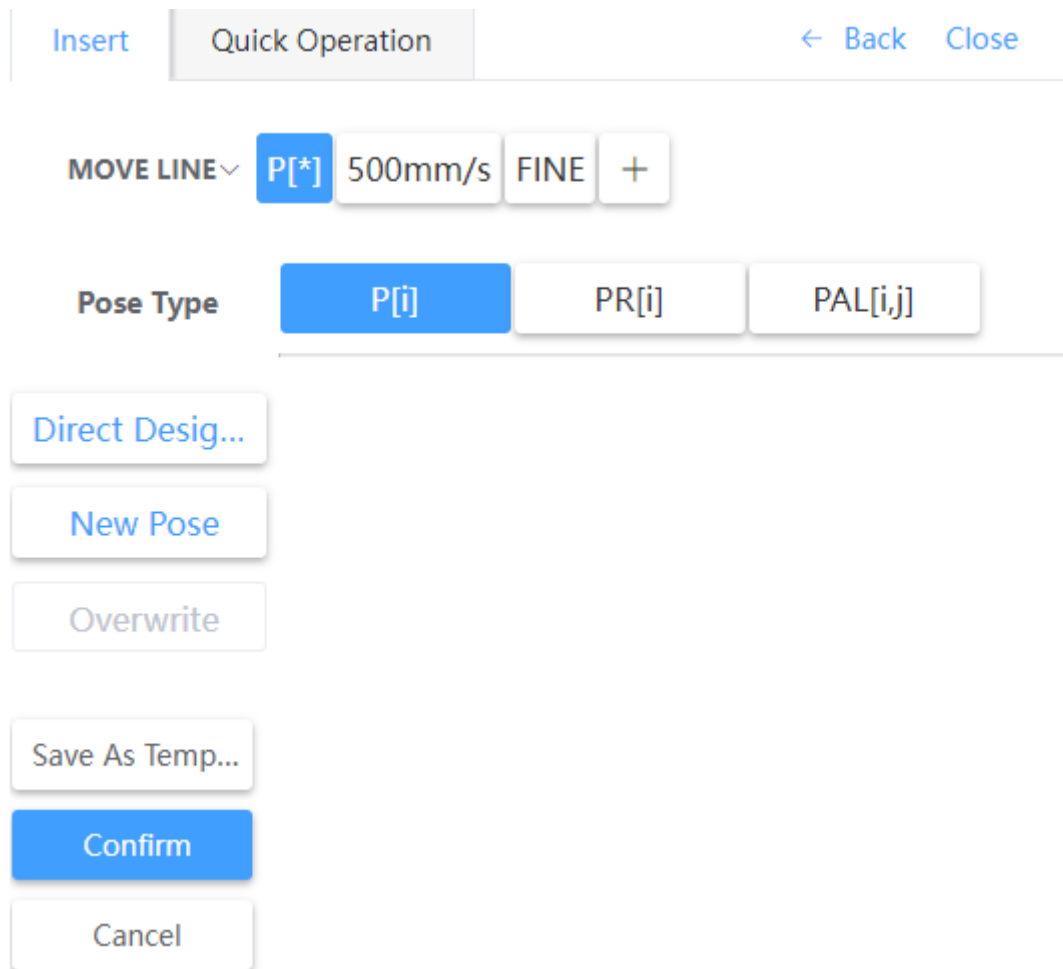 Insert Quick Operation ← Back Close
MOVE LINE P[*] 500mm/s FINE +
Pose Type P[i] PR[i] PAL[i,j]
Direct Desig...
New Pose
Overwrite
Save As Temp...
Confirm
Cancel